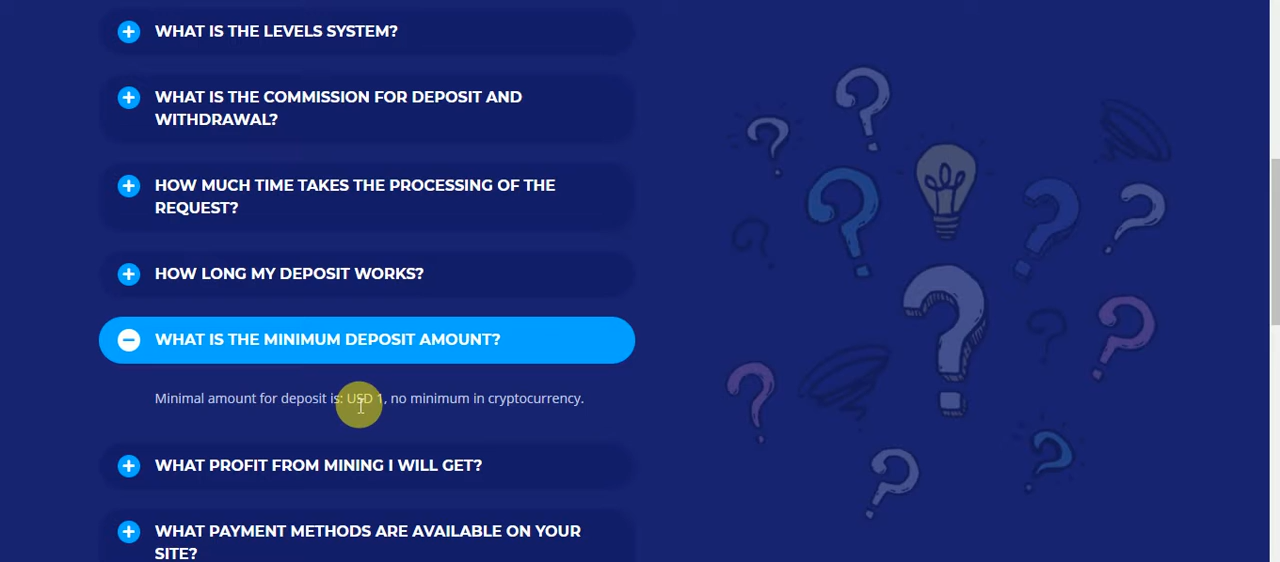 WHAT IS THE LEVELS SYSTEM?
WHAT IS THE COMMISSION FOR DEPOSIT AND
WITHDRAWAL?
HOW MUCH TIME TAKES THE PROCESSING OF THE
REQUEST?
HOW LONG MY DEPOSIT WORKS?
WHAT IS THE MINIMUM DEPOSIT AMOUNT?
Minimal amount for deposit is: USD 1, no minimum in cryptocurrency.
WHAT PROFIT FROM MINING I WILL GET?
WHAT PAYMENT METHODS ARE AVAILABLE ON YOUR
SITE?